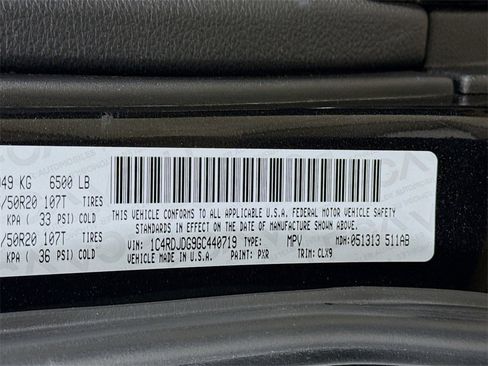 049 KG 6500 LB
/50R20 107T TIRES
KPA ( 33 PSI) COLD
/50R20 107T TIRES
KPA ( 36 PSI) COLD
THIS VEHICLE CONFORMS TO ALL APPLICABLE U.S.A. FEDERAL MOTOR VEHICLE SAFETY
STANDARDS IN EFFECT ON THE DATE OF MANUFACTURE SHOWN ABOVE.
VIN: 1C4RDJDG9GC440719 TYPE: MPV MDH: 051313 511AB
VEHICLE MADE IN U.S.A. PAINT: PXR TRIM: CLX9